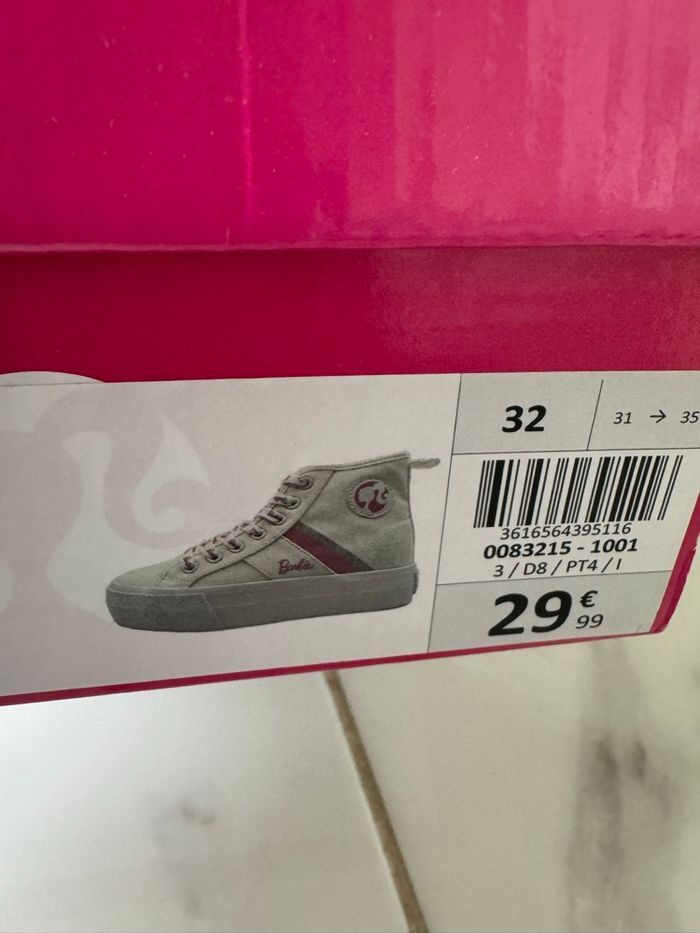 32
31 → 35
3616564395116
0083215 - 1001
3 / D8 / PT4 / I
29 € 99
Barbie